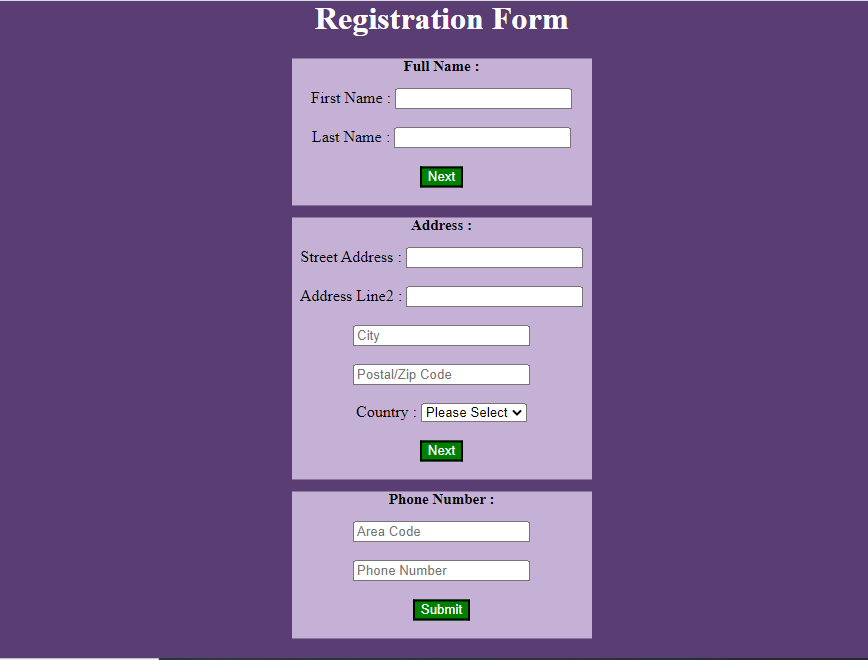 Registration Form
Full Name :
First Name :
Last Name :
Next
Address :
Street Address :
Address Line2 :
City
Postal/Zip Code
Country : Please Select
Next
Phone Number :
Area Code
Phone Number
Submit